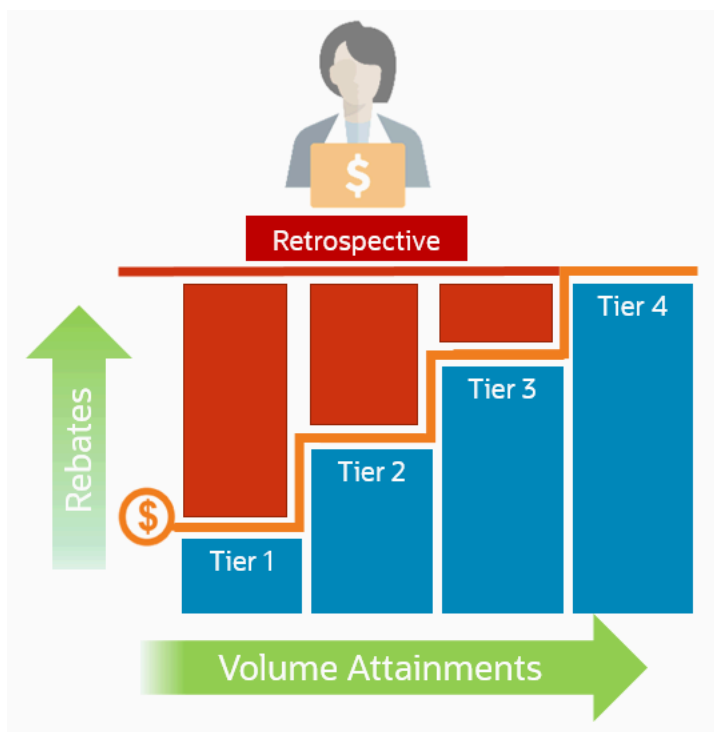 $
Retrospective
Tier 4
Tier 3
Tier 2
Rebates
$
Tier 1
Volume Attainments